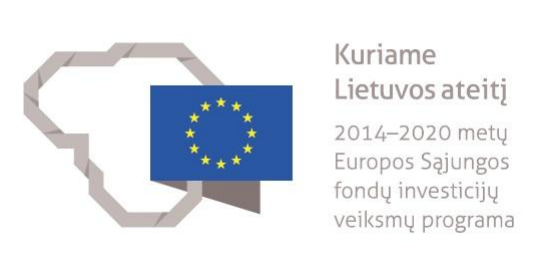 Kuriame
Lietuvos ateitį
2014–2020 metų
Europos Sąjungos
fondų investicijų
veiksmų programa